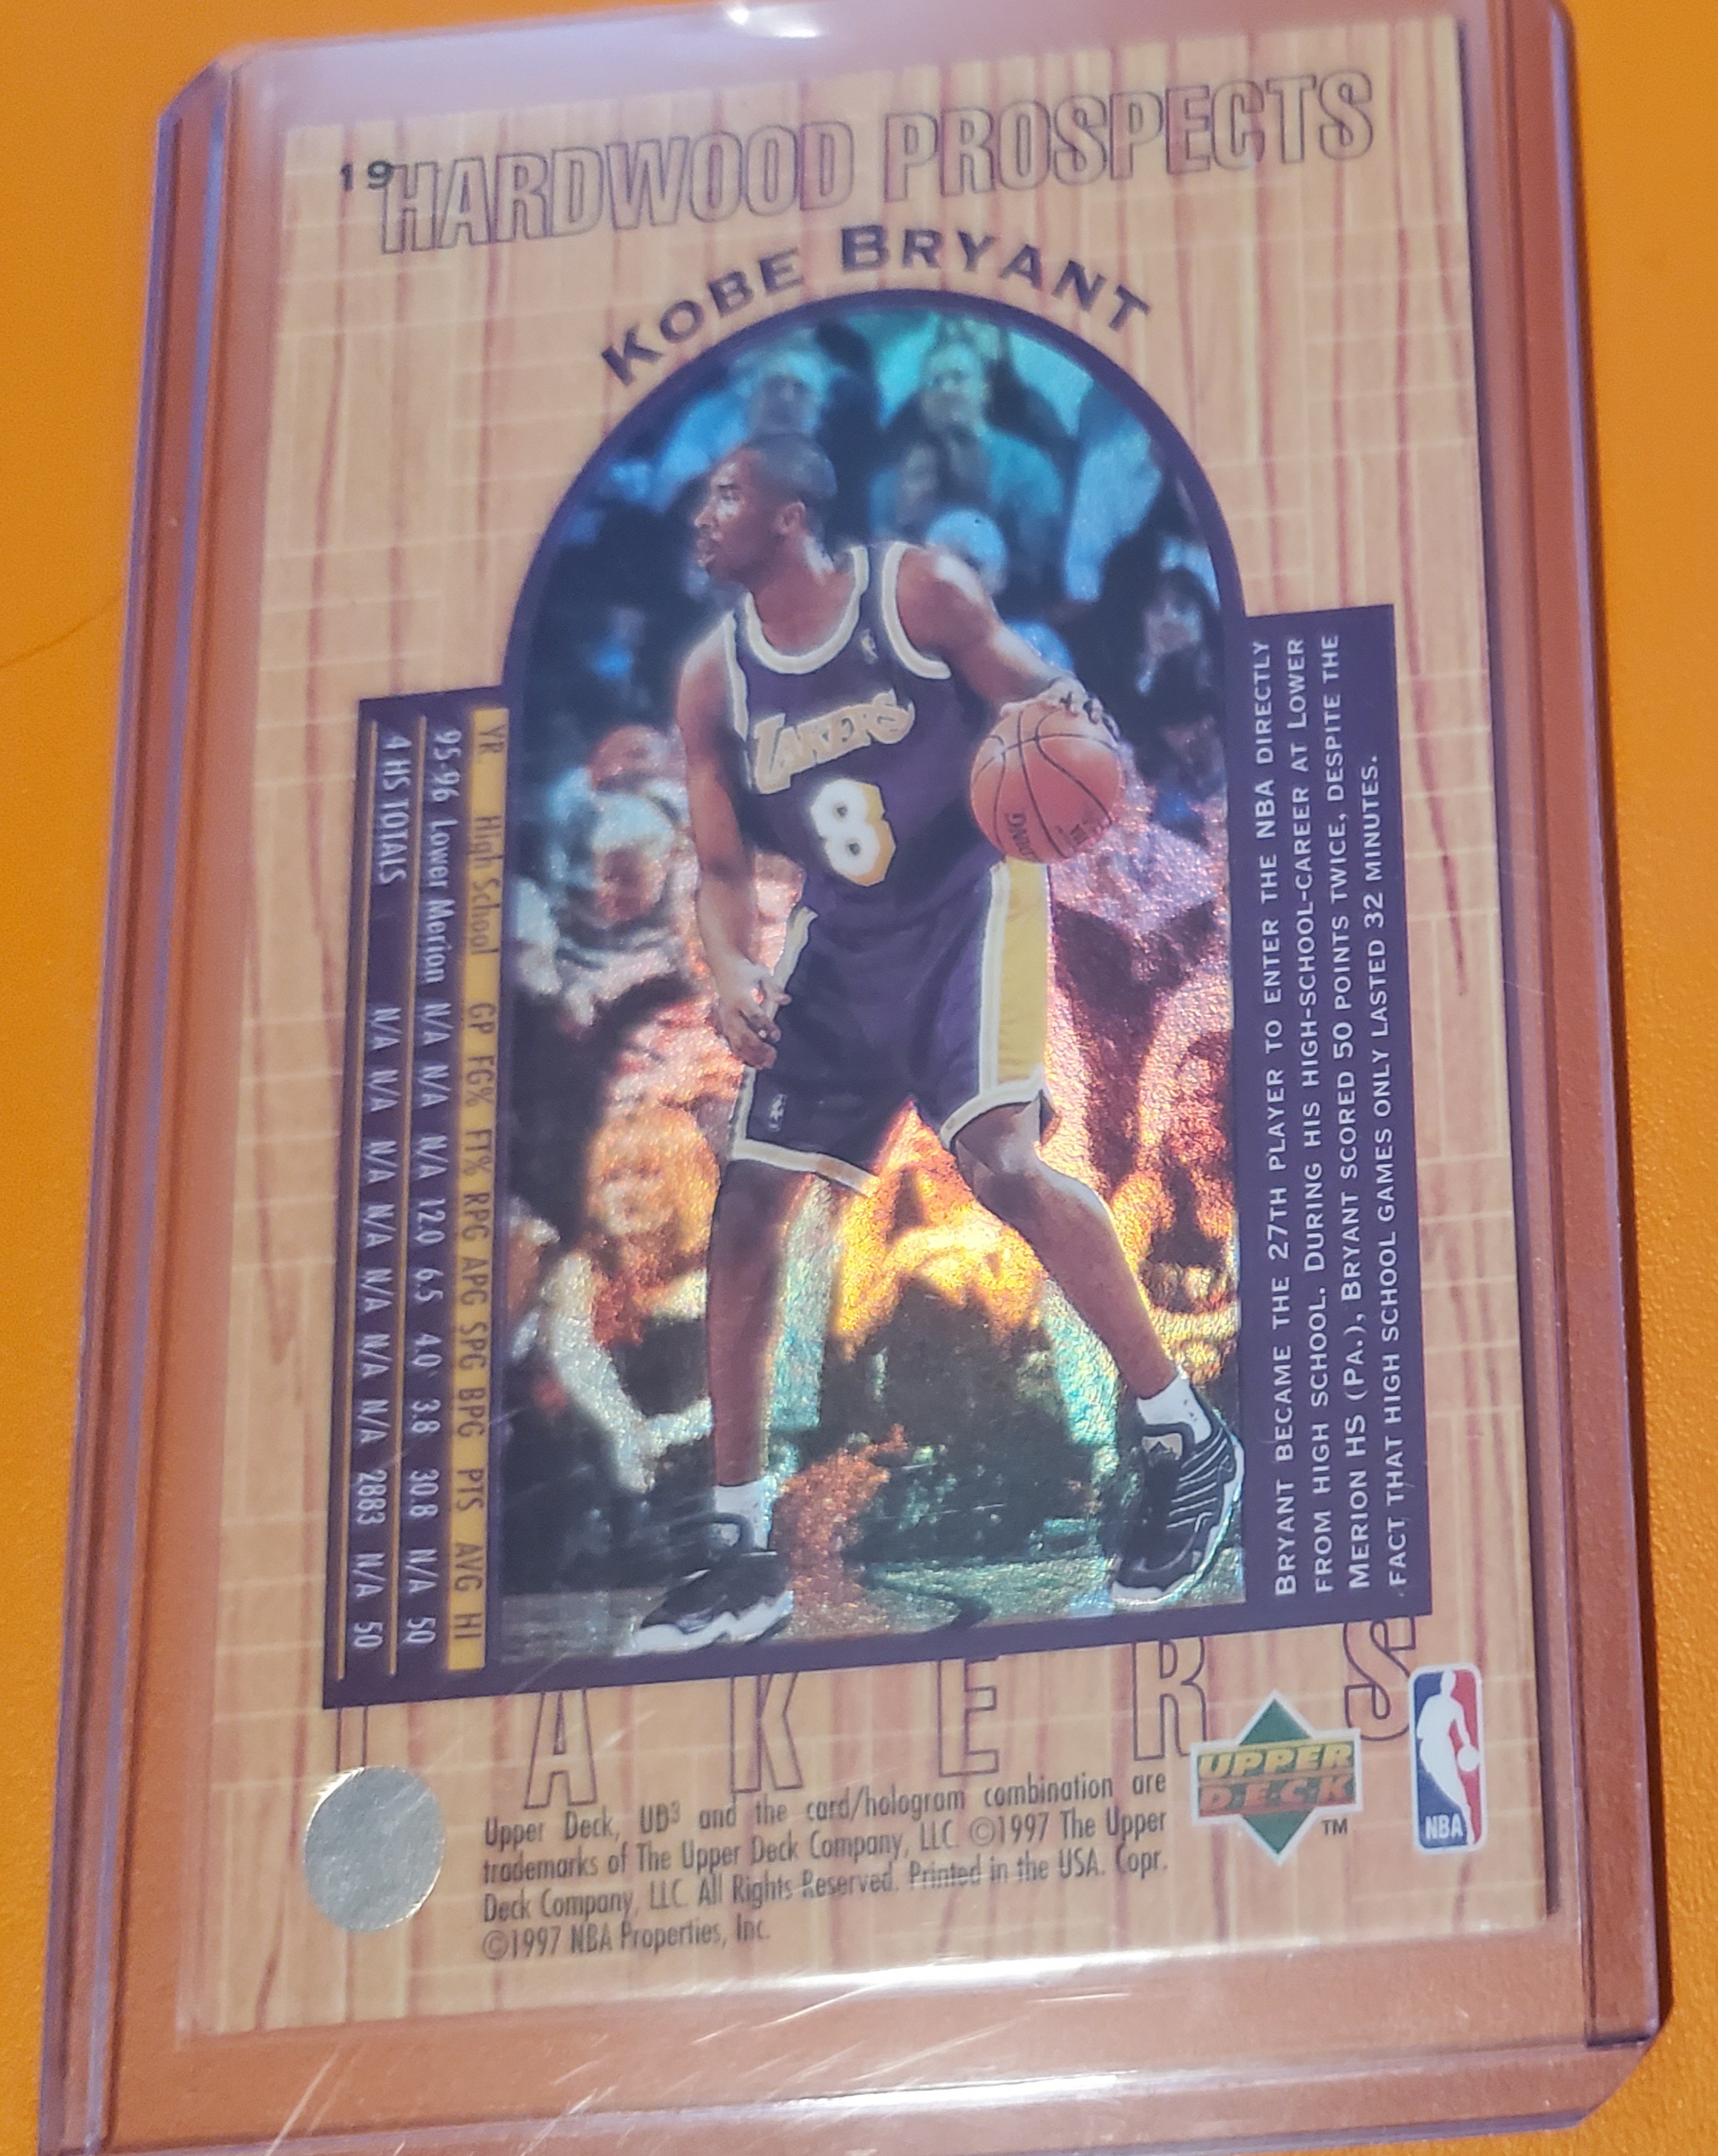 19
HARDWOOD PROSPECTS
KOBE BRYANT
LAKERS
8
YR High School GP FG% FT% RPG APG SPG BPG PTS AVG HI
95-96 Lower Merion N/A N/A N/A 12.0 6.5 4.0 3.8 30.8 N/A 50
4 HS TOTALS N/A N/A N/A N/A N/A N/A N/A 2883 N/A 50
BRYANT BECAME THE 27TH PLAYER TO ENTER THE NBA DIRECTLY
FROM HIGH SCHOOL. DURING HIS HIGH-SCHOOL-CAREER AT LOWER
MERION HS (PA.), BRYANT SCORED 50 POINTS TWICE, DESPITE THE
FACT THAT HIGH SCHOOL GAMES ONLY LASTED 32 MINUTES.
LAKERS
Upper Deck, UD³ and the card/hologram combination are
trademarks of The Upper Deck Company, LLC. ©1997 The Upper
Deck Company, LLC. All Rights Reserved. Printed in the USA. Copr.
©1997 NBA Properties, Inc.
UPPER
DECK
TM
NBA